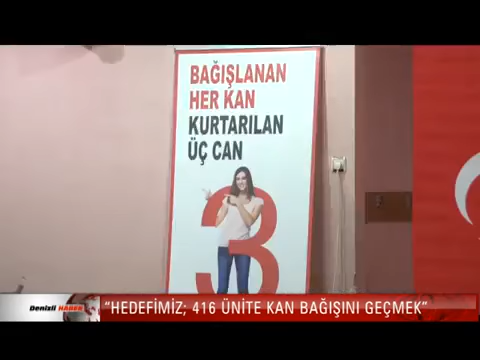 BAĞIŞLANAN
HER KAN
KURTARILAN
ÜÇ CAN
3
Denizli HABER
“HEDEFİMİZ; 416 ÜNİTE KAN BAĞIŞINI GEÇMEK”